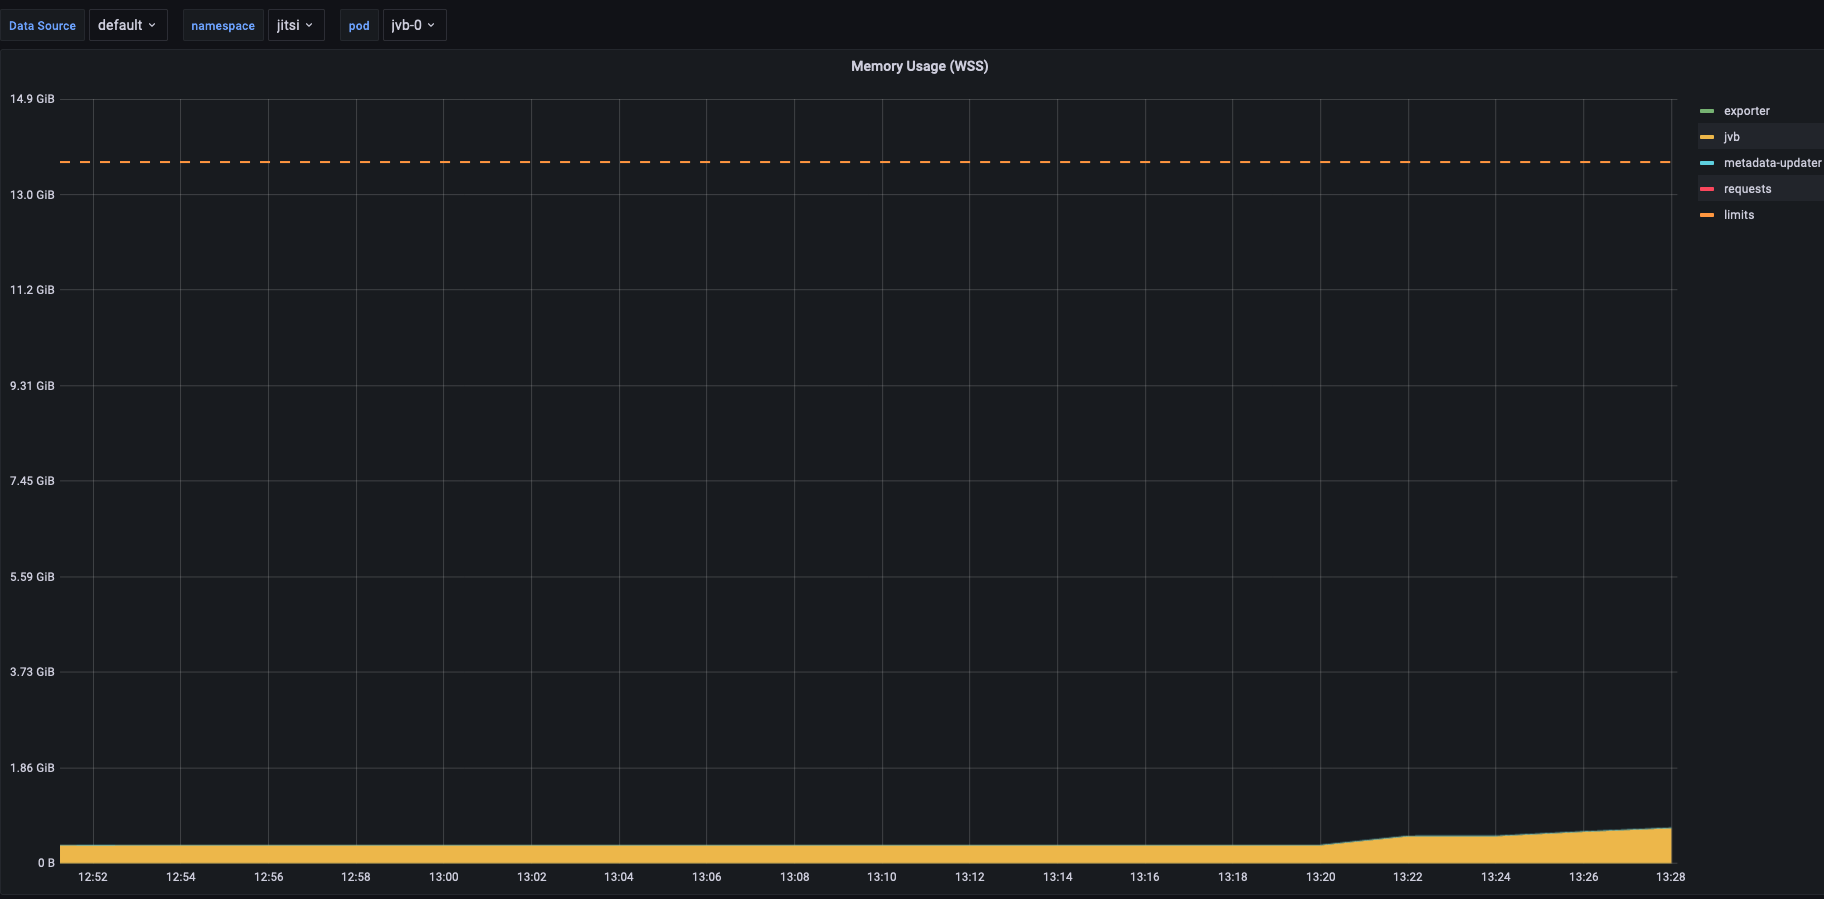 Data Source default namespace jitsi pod jvb-0
Memory Usage (WSS)
14.9 GiB
13.0 GiB
11.2 GiB
9.31 GiB
7.45 GiB
5.59 GiB
3.73 GiB
1.86 GiB
0 B
12:52 12:54 12:56 12:58 13:00 13:02 13:04 13:06 13:08 13:10 13:12 13:14 13:16 13:18 13:20 13:22 13:24 13:26 13:28
exporter
jvb
metadata-updater
requests
limits